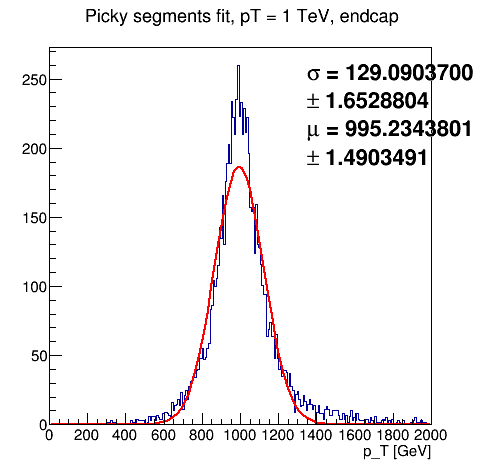 Picky segments fit, pT = 1 TeV, endcap
σ = 129.0903700
± 1.6528804
μ = 995.2343801
± 1.4903491
250
200
150
100
50
0
0 200 400 600 800 1000 1200 1400 1600 1800 2000
p_T [GeV]